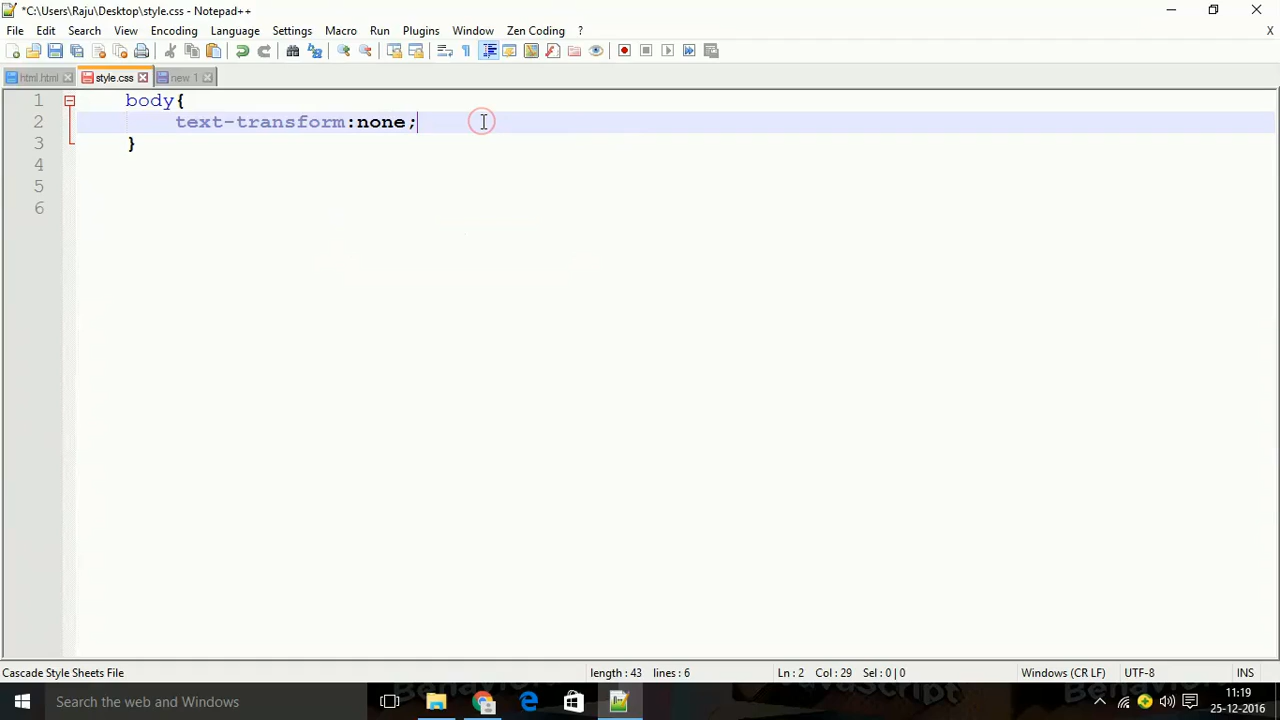 *C:\Users\Raju\Desktop\style.css - Notepad++
File Edit Search View Encoding Language Settings Macro Run Plugins Window Zen Coding ? X
html.html style.css new 1
1 body{
2 text-transform:none;
3 }
4
5
6
Cascade Style Sheets File length : 43 lines : 6 Ln : 2 Col : 29 Sel : 0 | 0 Windows (CR LF) UTF-8 INS
Search the web and Windows
11:19
25-12-2016